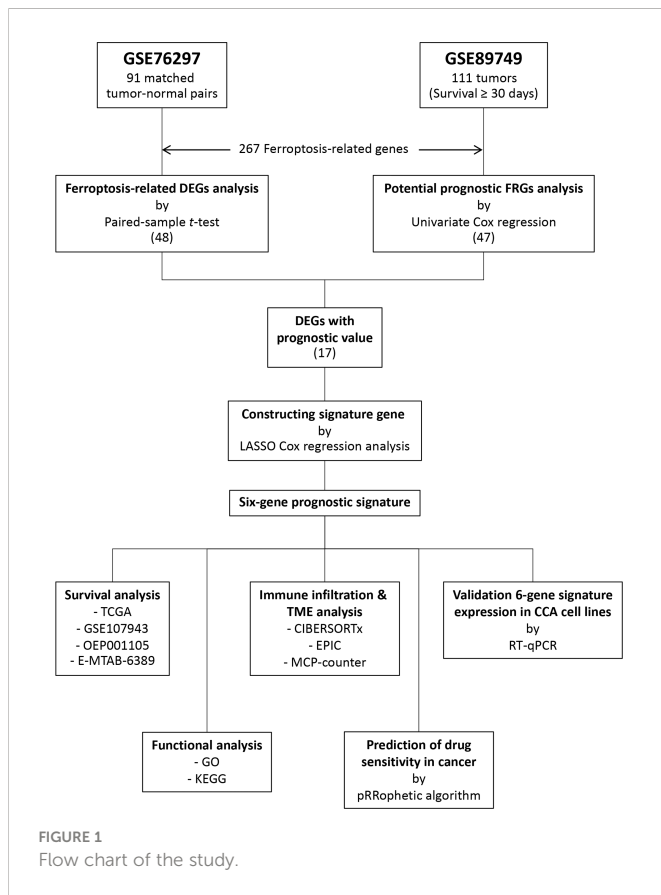 GSE76297
91 matched
tumor-normal pairs
GSE89749
111 tumors
(Survival ≥ 30 days)
267 Ferroptosis-related genes
Ferroptosis-related DEGs analysis
by
Paired-sample t-test
(48)
Potential prognostic FRGs analysis
by
Univariate Cox regression
(47)
DEGs with
prognostic value
(17)
Constructing signature gene
by
LASSO Cox regression analysis
Six-gene prognostic signature
Survival analysis
- TCGA
- GSE107943
- OEP001105
- E-MTAB-6389
Immune infiltration &
TME analysis
- CIBERSORTx
- EPIC
- MCP-counter
Validation 6-gene signature
expression in CCA cell lines
by
RT-qPCR
Functional analysis
- GO
- KEGG
Prediction of drug
sensitivity in cancer
by
pRRophetic algorithm
FIGURE 1
Flow chart of the study.